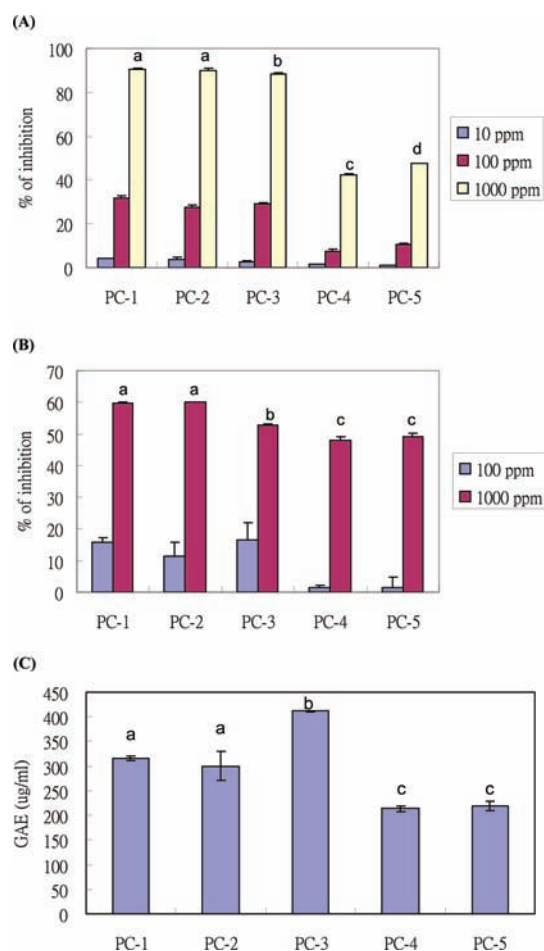 (A)
100
80
60
40
20
0
% of inhibition
a
a
b
c
d
PC-1 PC-2 PC-3 PC-4 PC-5
10 ppm
100 ppm
1000 ppm
(B)
70
60
50
40
30
20
10
0
% of inhibition
a
a
b
c
c
PC-1 PC-2 PC-3 PC-4 PC-5
100 ppm
1000 ppm
(C)
450
400
350
300
250
200
150
100
50
0
GAE (ug/ml)
a
a
b
c
c
PC-1 PC-2 PC-3 PC-4 PC-5